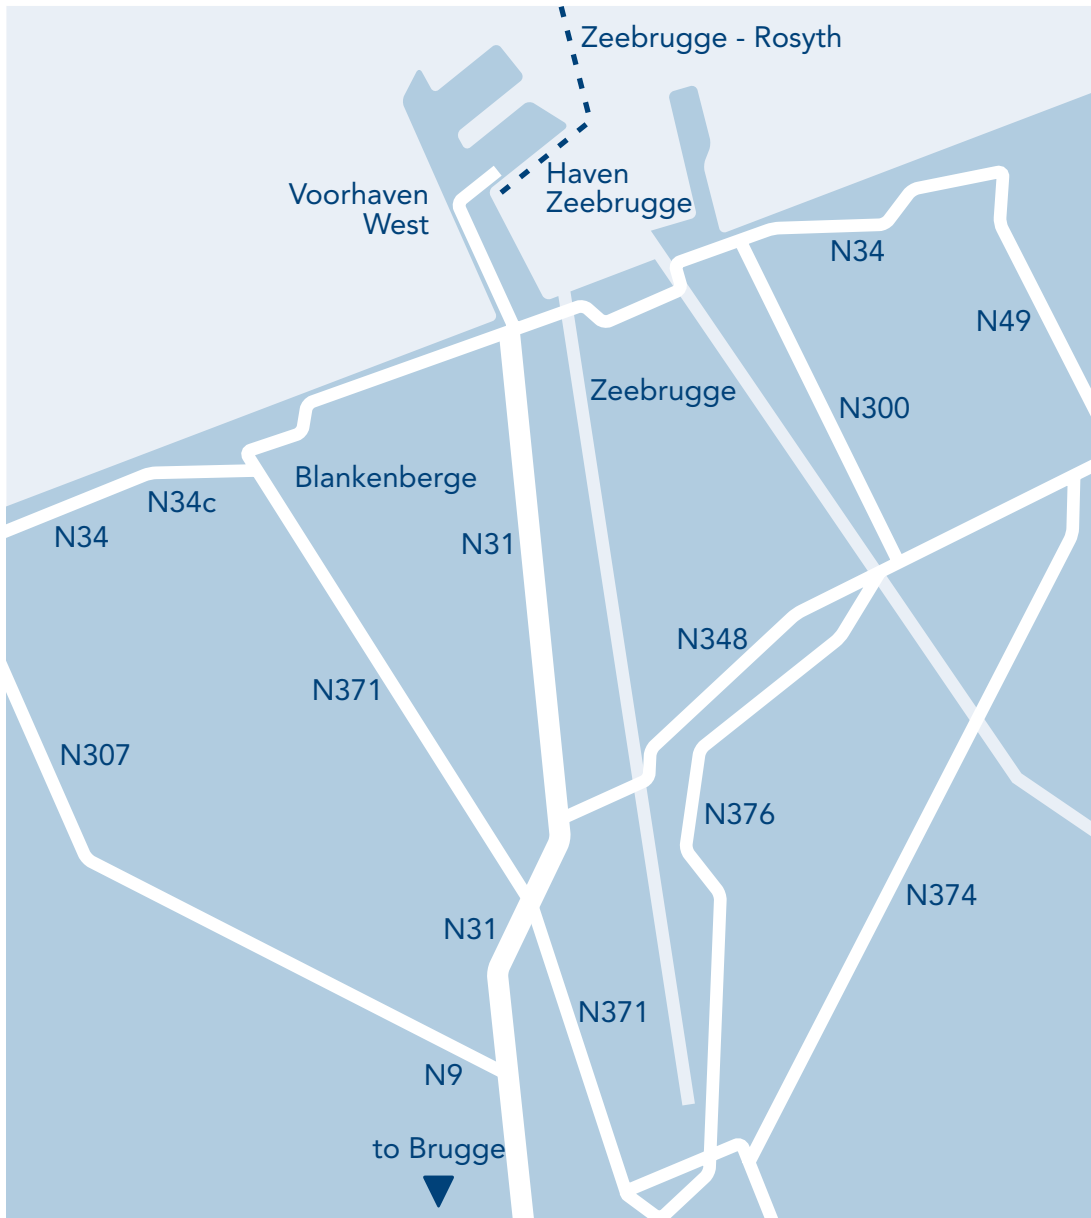 Zeebrugge - Rosyth
Voorhaven
West
Haven
Zeebrugge
N34
N49
Zeebrugge
N300
Blankenberge
N34c
N34
N31
N348
N371
N307
N376
N374
N31
N371
N9
to Brugge